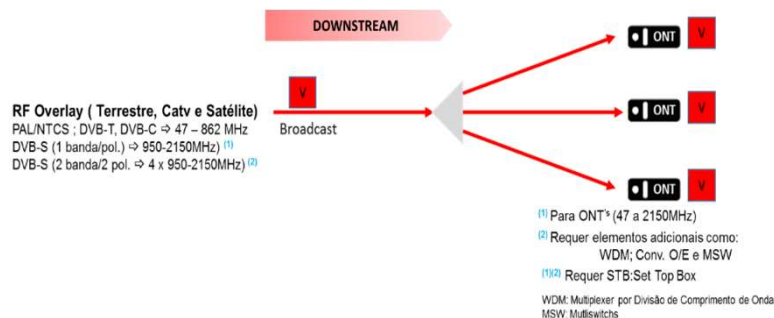 DOWNSTREAM
V
ONT
V
RF Overlay ( Terrestre, Catv e Satélite)
PAL/NTCS ; DVB-T, DVB-C ⇨ 47 – 862 MHz
DVB-S (1 banda/pol.) ⇨ 950-2150MHz) (1)
DVB-S (2 banda/2 pol. ⇨ 4 x 950-2150MHz) (2)
Broadcast
ONT
V
ONT
V
(1) Para ONT's (47 a 2150MHz)
(2) Requer elementos adicionais como:
WDM; Conv. O/E e MSW
(1)(2) Requer STB:Set Top Box
WDM: Multiplexer por Divisão de Comprimento de Onda
MSW: Mutliswitchs